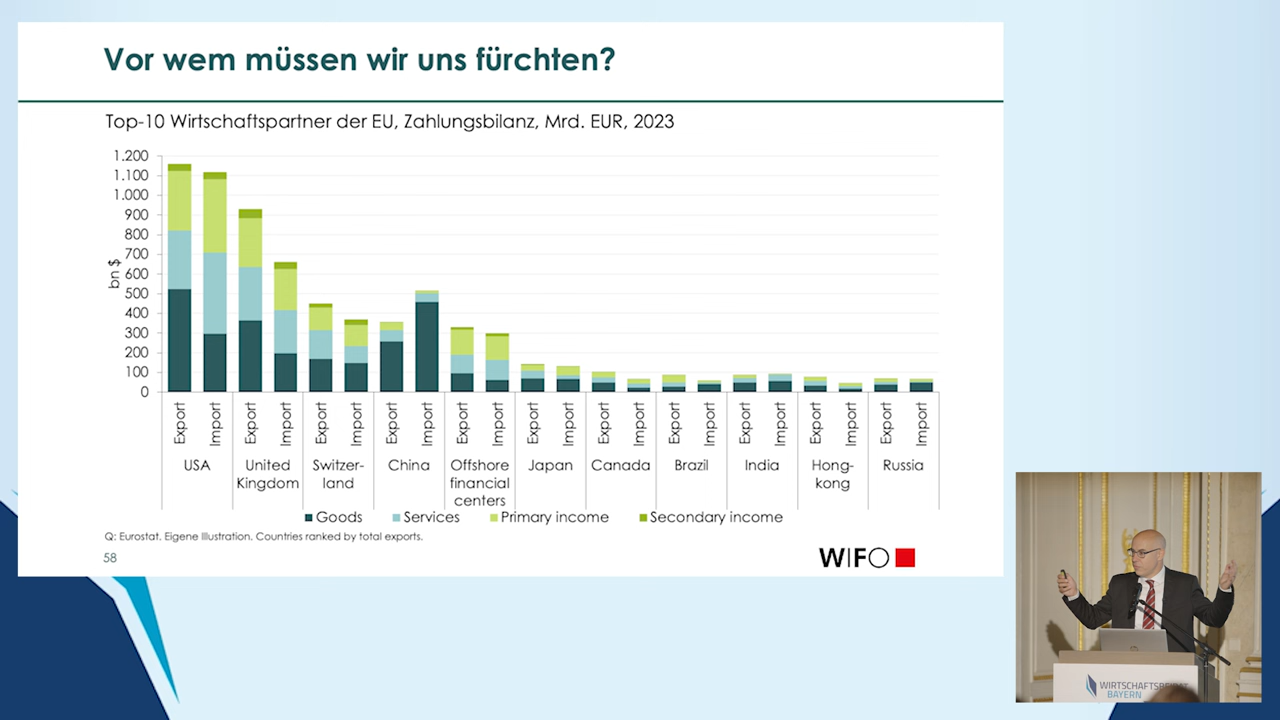 Vor wem müssen wir uns fürchten?
Top-10 Wirtschaftspartner der EU, Zahlungsbilanz, Mrd. EUR, 2023
bn $
1.200
1.100
1.000
900
800
700
600
500
400
300
200
100
0
Export Import Export Import Export Import Export Import Export Import Export Import Export Import Export Import Export Import Export Import Export Import
USA United Kingdom Switzer-land China Offshore financial centers Japan Canada Brazil India Hong-kong Russia
Goods Services Primary income Secondary income
Q: Eurostat. Eigene Illustration. Countries ranked by total exports.
58
WIFO
WIRTSCHAFTSBEIRAT
BAYERN